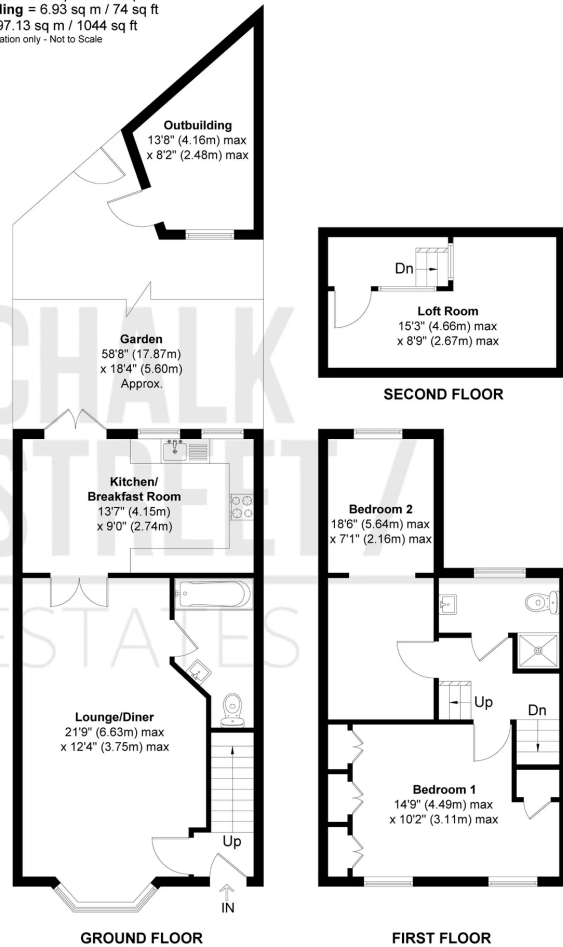 ding = 6.93 sq m / 74 sq ft
97.13 sq m / 1044 sq ft
ation only - Not to Scale
Outbuilding
13'8" (4.16m) max
x 8'2" (2.48m) max
Dn
Loft Room
15'3" (4.66m) max
x 8'9" (2.67m) max
SECOND FLOOR
Garden
58'8" (17.87m)
x 18'4" (5.60m)
Approx.
CHALK
STREET /
ESTATES
Kitchen/
Breakfast Room
13'7" (4.15m)
x 9'0" (2.74m)
Lounge/Diner
21'9" (6.63m) max
x 12'4" (3.75m) max
Up
IN
GROUND FLOOR
Bedroom 2
18'6" (5.64m) max
x 7'1" (2.16m) max
Up
Dn
Bedroom 1
14'9" (4.49m) max
x 10'2" (3.11m) max
FIRST FLOOR